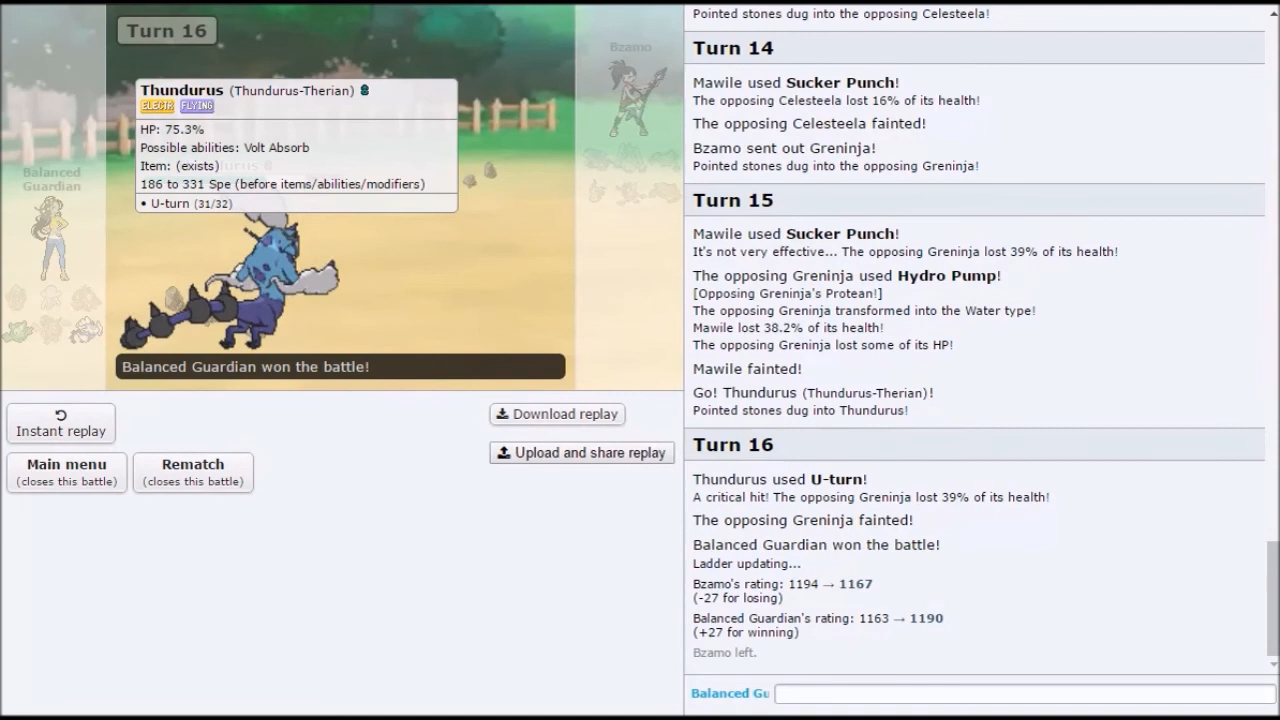 Turn 16
Bzamo
Thundurus (Thundurus-Therian)
ELECTR FLYING
HP: 75.3%
Possible abilities: Volt Absorb
Item: (exists)
186 to 331 Spe (before items/abilities/modifiers)
• U-turn (31/32)
Balanced
Guardian
Balanced Guardian won the battle!
Instant replay
Download replay
Upload and share replay
Main menu
(closes this battle)
Rematch
(closes this battle)
Pointed stones dug into the opposing Celesteela!
Turn 14
Mawile used Sucker Punch!
The opposing Celesteela lost 16% of its health!
The opposing Celesteela fainted!
Bzamo sent out Greninja!
Pointed stones dug into the opposing Greninja!
Turn 15
Mawile used Sucker Punch!
It's not very effective... The opposing Greninja lost 39% of its health!
The opposing Greninja used Hydro Pump!
[Opposing Greninja's Protean!]
The opposing Greninja transformed into the Water type!
Mawile lost 38.2% of its health!
The opposing Greninja lost some of its HP!
Mawile fainted!
Go! Thundurus (Thundurus-Therian)!
Pointed stones dug into Thundurus!
Turn 16
Thundurus used U-turn!
A critical hit! The opposing Greninja lost 39% of its health!
The opposing Greninja fainted!
Balanced Guardian won the battle!
Ladder updating...
Bzamo's rating: 1194 → 1167
(-27 for losing)
Balanced Guardian's rating: 1163 → 1190
(+27 for winning)
Bzamo left.
Balanced Gu